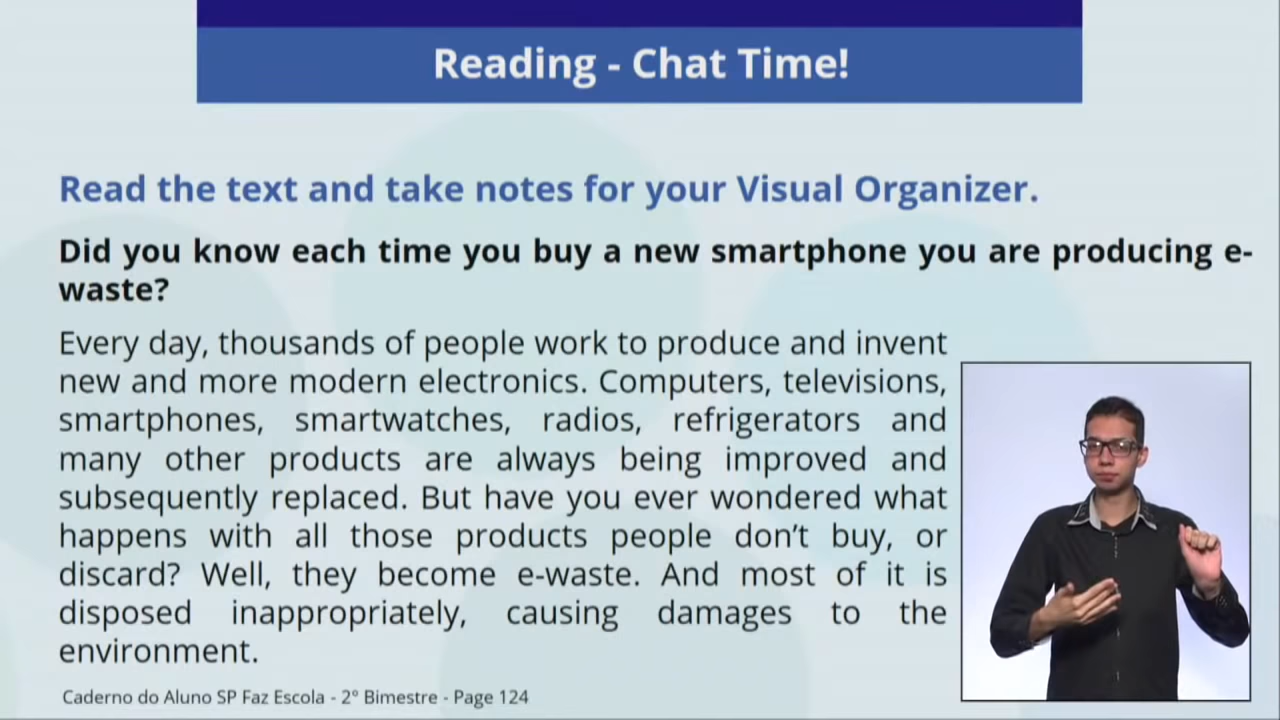 Reading - Chat Time!
Read the text and take notes for your Visual Organizer.
Did you know each time you buy a new smartphone you are producing e-
waste?
Every day, thousands of people work to produce and invent
new and more modern electronics. Computers, televisions,
smartphones, smartwatches, radios, refrigerators and
many other products are always being improved and
subsequently replaced. But have you ever wondered what
happens with all those products people don’t buy, or
discard? Well, they become e-waste. And most of it is
disposed inappropriately, causing damages to the
environment.
Caderno do Aluno SP Faz Escola - 2° Bimestre - Page 124